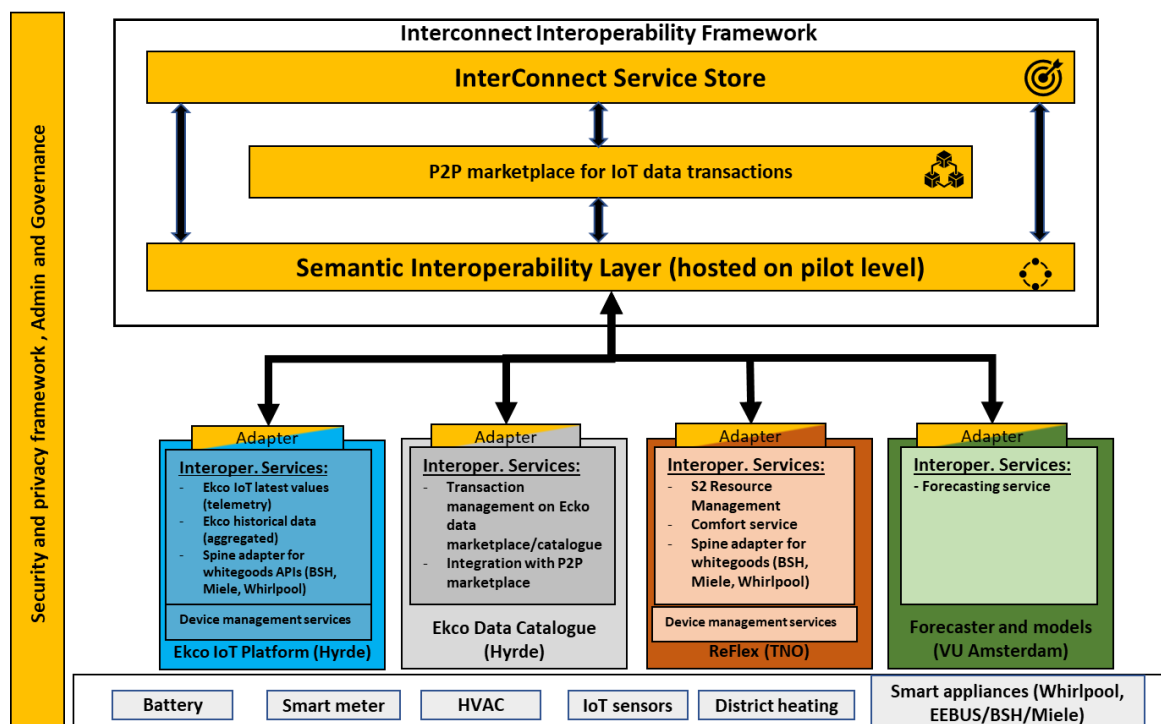 Security and privacy framework , Admin and Governance
Interconnect Interoperability Framework
InterConnect Service Store
P2P marketplace for IoT data transactions
Semantic Interoperability Layer (hosted on pilot level)
Adapter
Interoper. Services:
- Ekco IoT latest values
(telemetry)
- Ekco historical data
(aggregated)
- Spine adapter for
whitegoods APIs (BSH,
Miele, Whirlpool)
Device management services
Ekco IoT Platform (Hyrde)
Adapter
Interoper. Services:
- Transaction
management on Ecko
data
marketplace/catalogue
- Integration with P2P
marketplace
Ekco Data Catalogue
(Hyrde)
Adapter
Interoper. Services:
- S2 Resource
Management
- Comfort service
- Spine adapter for
whitegoods (BSH,
Miele, Whirlpool)
Device management services
ReFlex (TNO)
Adapter
Interoper. Services:
- Forecasting service
Forecaster and models
(VU Amsterdam)
Battery
Smart meter
HVAC
IoT sensors
District heating
Smart appliances (Whirlpool,
EEBUS/BSH/Miele)